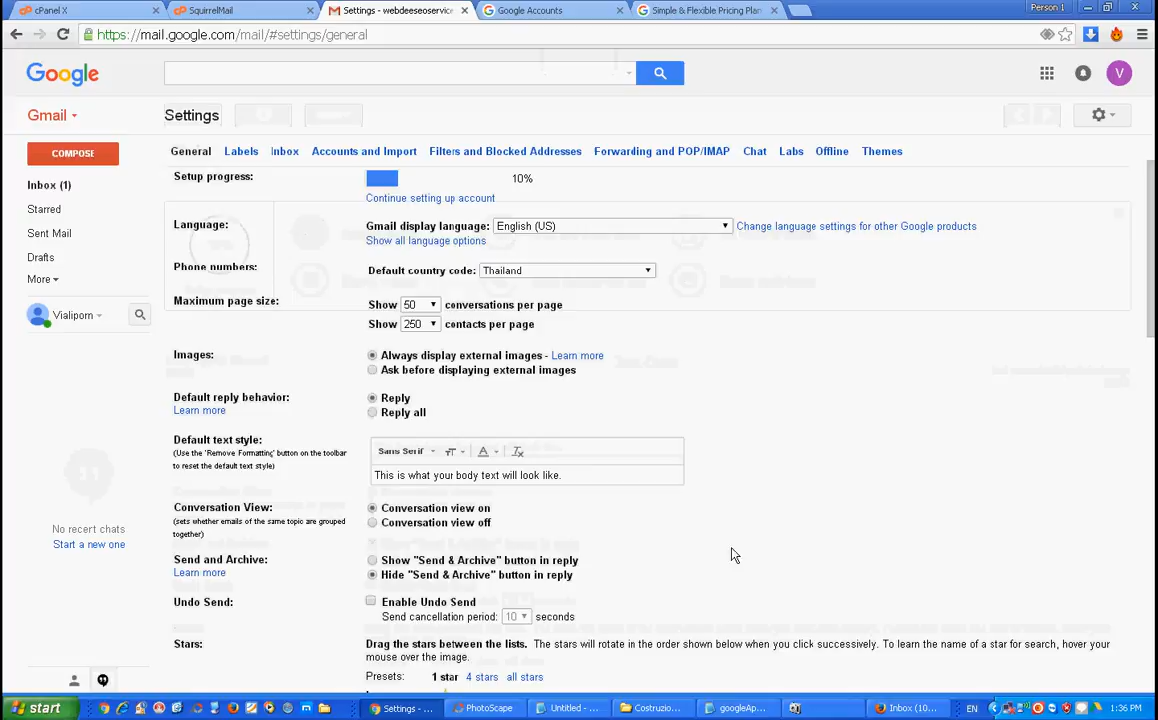 cPanel X
SquirrelMail
Settings - webdeeseoservice
Google Accounts
Simple & Flexible Pricing Plan
Person 1
https://mail.google.com/mail/#settings/general
Google
V
Gmail
Settings
COMPOSE
General Labels Inbox Accounts and Import Filters and Blocked Addresses Forwarding and POP/IMAP Chat Labs Offline Themes
Setup progress:
10%
Continue setting up account
Inbox (1)
Starred
Sent Mail
Drafts
More
Vialiporn
Language:
Gmail display language: English (US) Change language settings for other Google products
Show all language options
Phone numbers:
Default country code: Thailand
Maximum page size:
Show 50 conversations per page
Show 250 contacts per page
Images:
Always display external images - Learn more
Ask before displaying external images
Default reply behavior:
Learn more
Reply
Reply all
Default text style:
(Use the 'Remove Formatting' button on the toolbar
to reset the default text style)
Sans Serif
This is what your body text will look like.
Conversation View:
(sets whether emails of the same topic are grouped
together)
Conversation view on
Conversation view off
No recent chats
Start a new one
Send and Archive:
Learn more
Show "Send & Archive" button in reply
Hide "Send & Archive" button in reply
Undo Send:
Enable Undo Send
Send cancellation period: 10 seconds
Stars:
Drag the stars between the lists. The stars will rotate in the order shown below when you click successively. To learn the name of a star for search, hover your
mouse over the image.
Presets: 1 star 4 stars all stars
start
Settings - ...
PhotoScape
Untitled - ...
Costruzio...
googleAp...
Inbox (10...
EN
1:36 PM